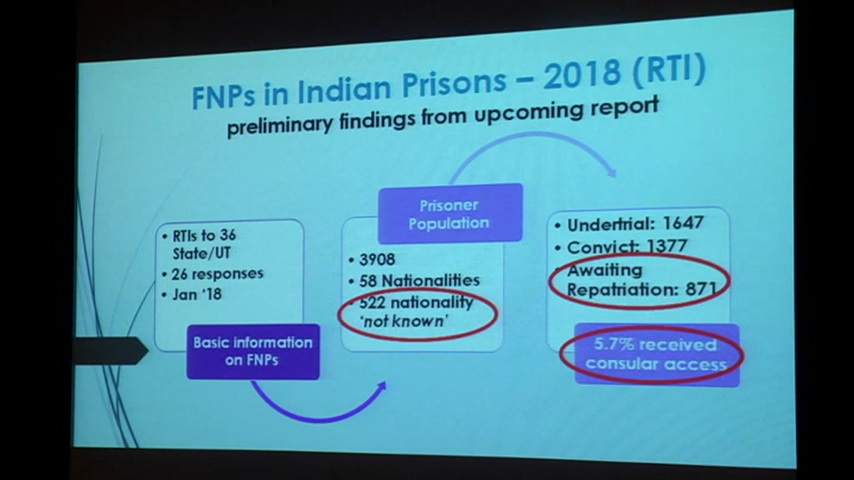 FNPs in Indian Prisons – 2018 (RTI)
preliminary findings from upcoming report
• RTIs to 36
State/UT
• 26 responses
• Jan ‘18
Basic information
on FNPs
Prisoner
Population
• 3908
• 58 Nationalities
• 522 nationality
‘not known’
• Undertrial: 1647
• Convict: 1377
• Awaiting
Repatriation: 871
5.7% received
consular access